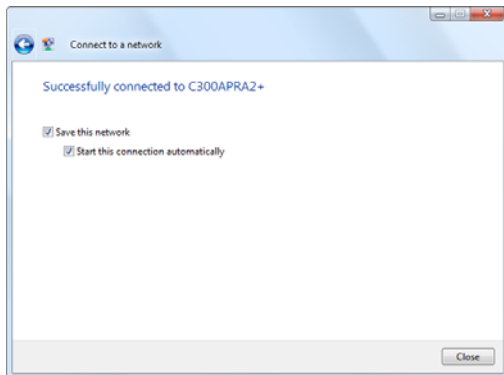 Connect to a network
Successfully connected to C300APRA2+
Save this network
Start this connection automatically
Close